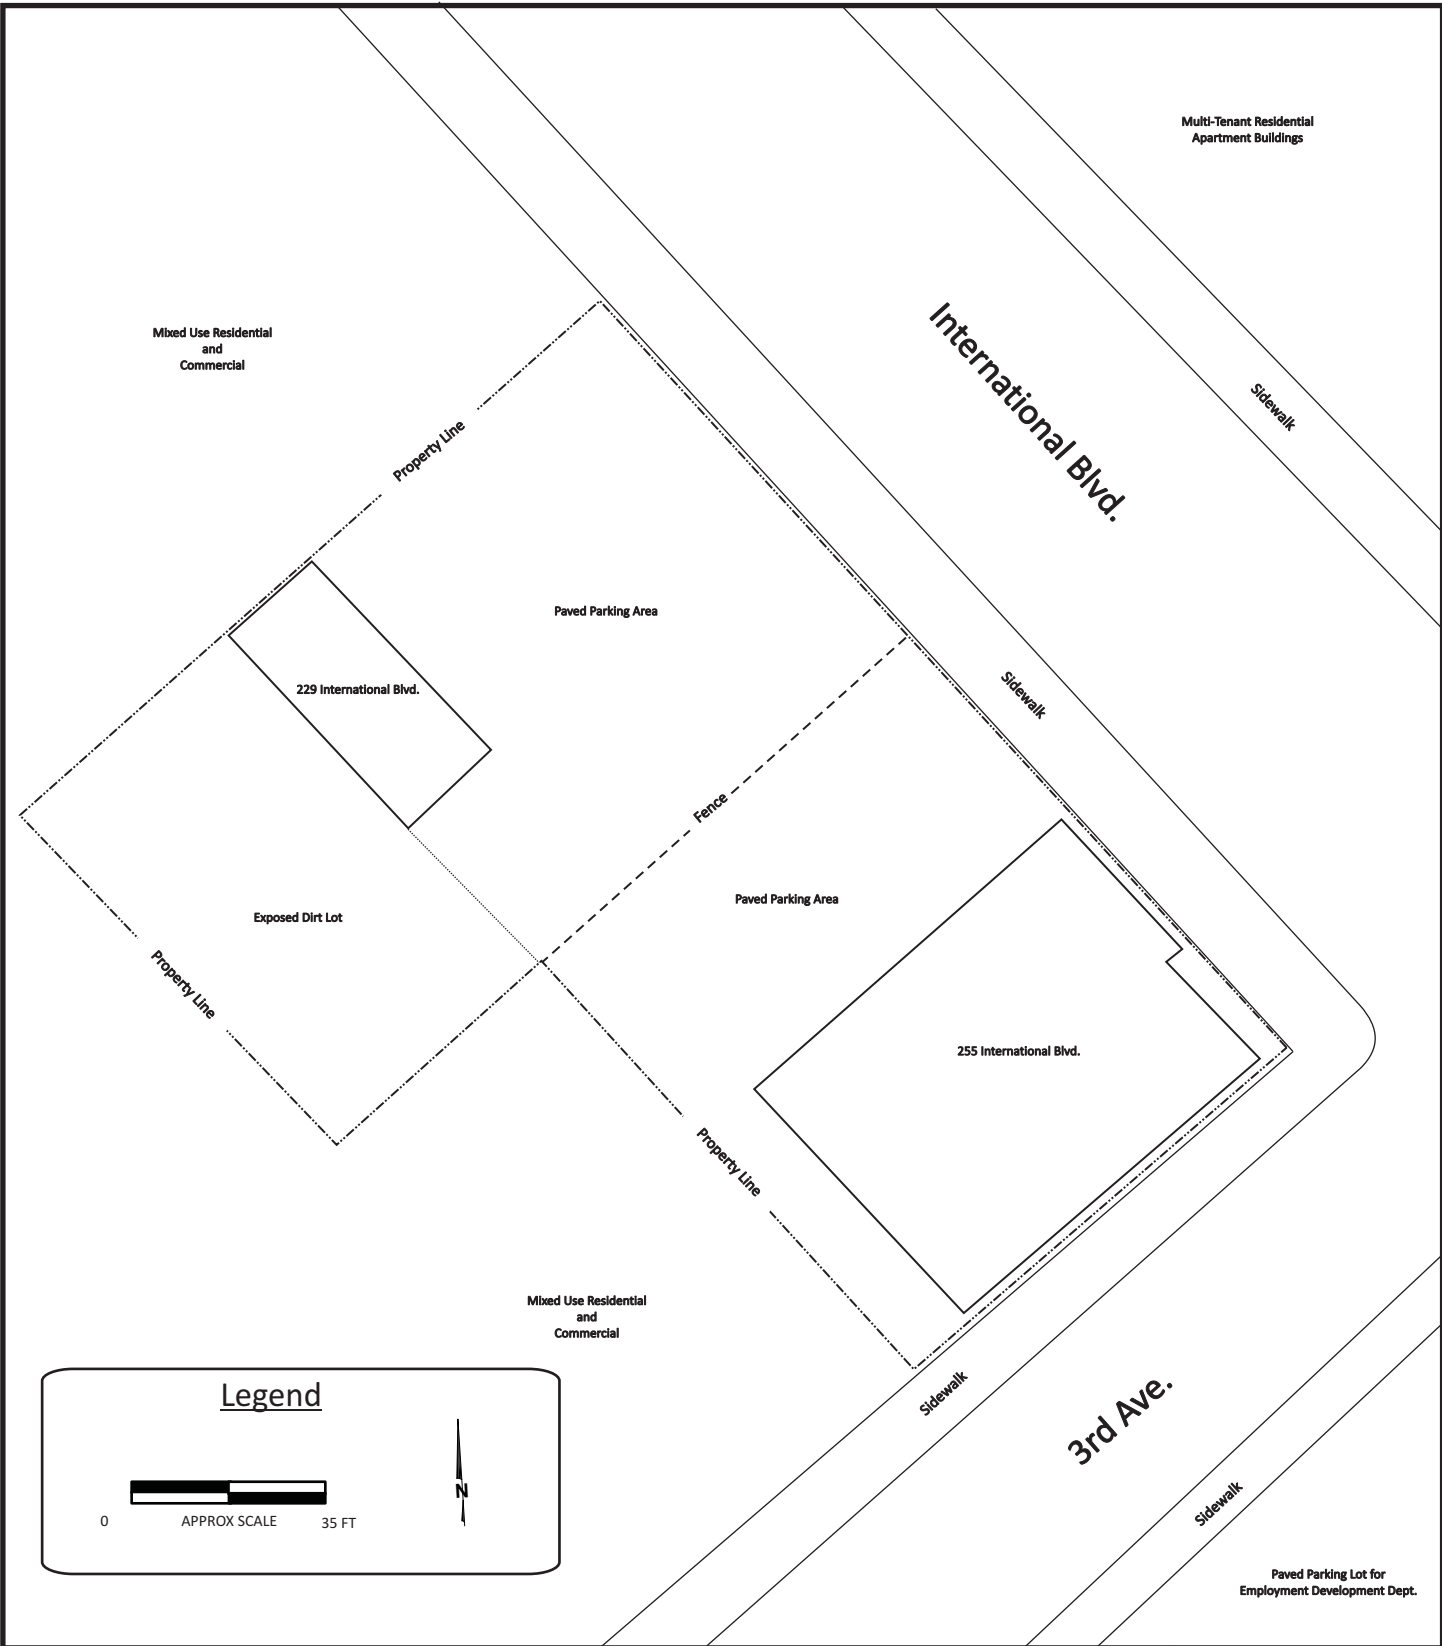 Multi-Tenant Residential
Apartment Buildings
Mixed Use Residential
and
Commercial
International Blvd.
Sidewalk
Property Line
Paved Parking Area
229 International Blvd.
Sidewalk
Fence
Paved Parking Area
Exposed Dirt Lot
Property Line
255 International Blvd.
Property Line
Mixed Use Residential
and
Commercial
Sidewalk
3rd Ave.
Sidewalk
Paved Parking Lot for
Employment Development Dept.
Legend
N
0 APPROX SCALE 35 FT